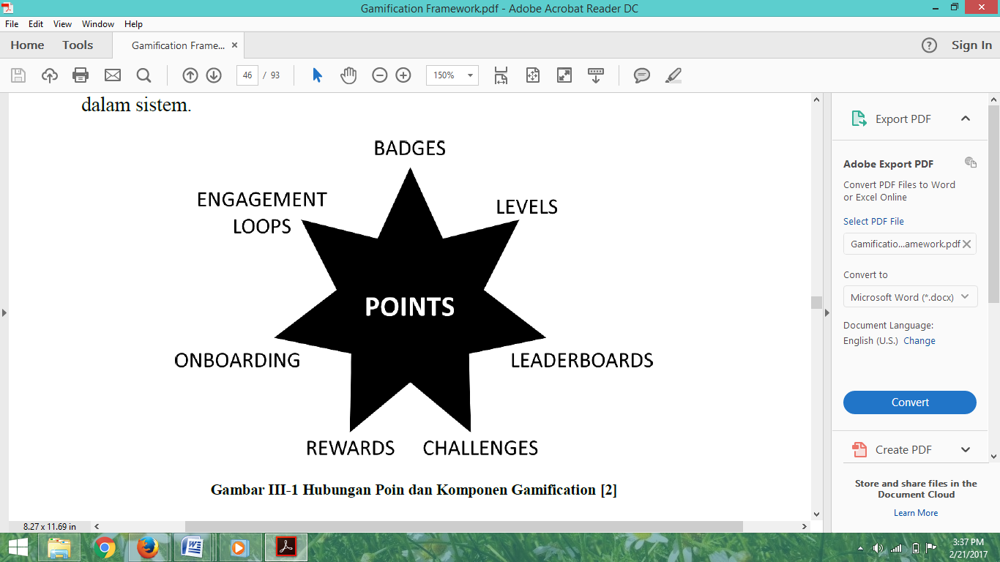 Gamification Framework.pdf - Adobe Acrobat Reader DC
File Edit View Window Help
Home Tools Gamification Frame... × ? Sign In
46 / 93 150%
dalam sistem.
BADGES
ENGAGEMENT
LOOPS
LEVELS
POINTS
ONBOARDING
LEADERBOARDS
REWARDS
CHALLENGES
Gambar III-1 Hubungan Poin dan Komponen Gamification [2]
8.27 x 11.69 in
Export PDF
Adobe Export PDF
Convert PDF Files to Word
or Excel Online
Select PDF File
Gamificatio...amework.pdf
Convert to
Microsoft Word (*.docx)
Document Language:
English (U.S.) Change
Convert
Create PDF
Store and share files in the
Document Cloud
Learn More
3:37 PM
2/21/2017